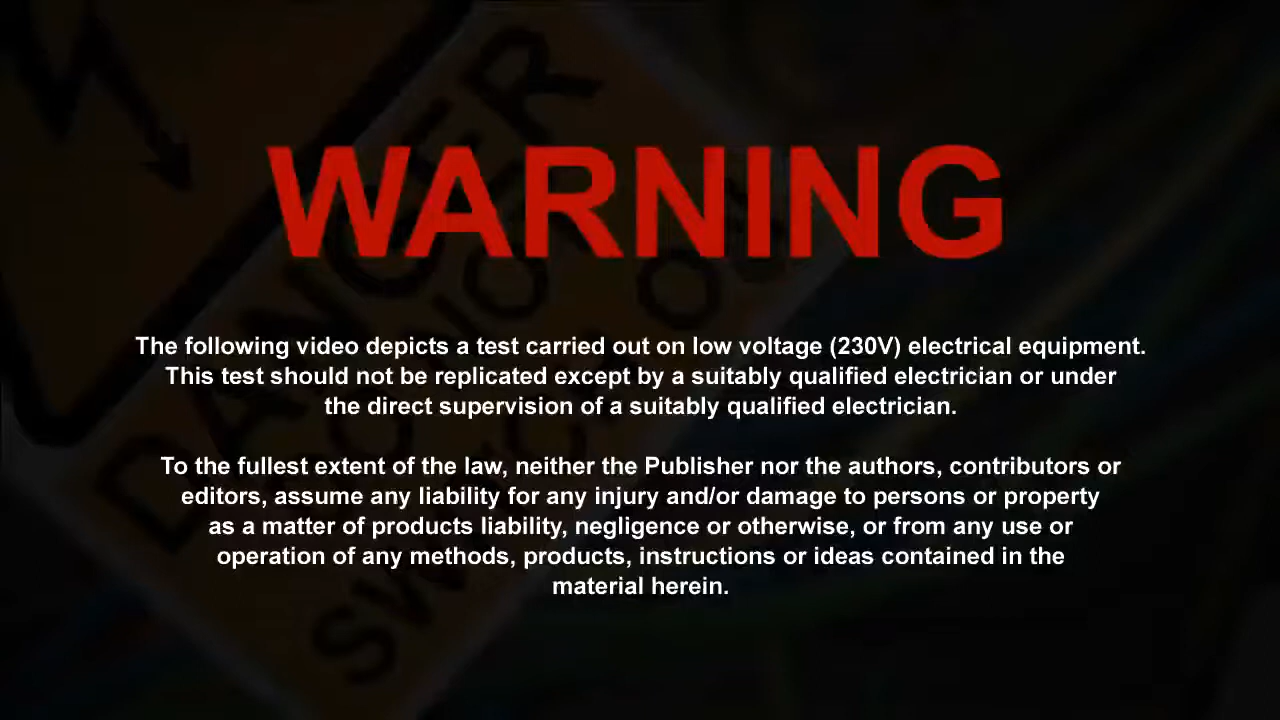 WARNING
The following video depicts a test carried out on low voltage (230V) electrical equipment.
This test should not be replicated except by a suitably qualified electrician or under
the direct supervision of a suitably qualified electrician.
To the fullest extent of the law, neither the Publisher nor the authors, contributors or
editors, assume any liability for any injury and/or damage to persons or property
as a matter of products liability, negligence or otherwise, or from any use or
operation of any methods, products, instructions or ideas contained in the
material herein.
DANGER
DO NOT
ON